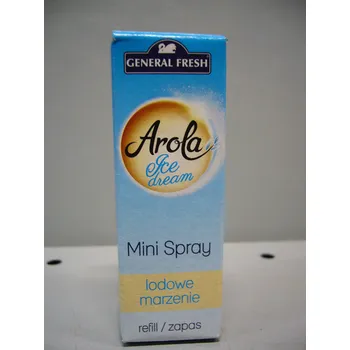 GENERAL FRESH
Arola
Ice
dream
Mini Spray
lodowe
marzenie
refill / zapas